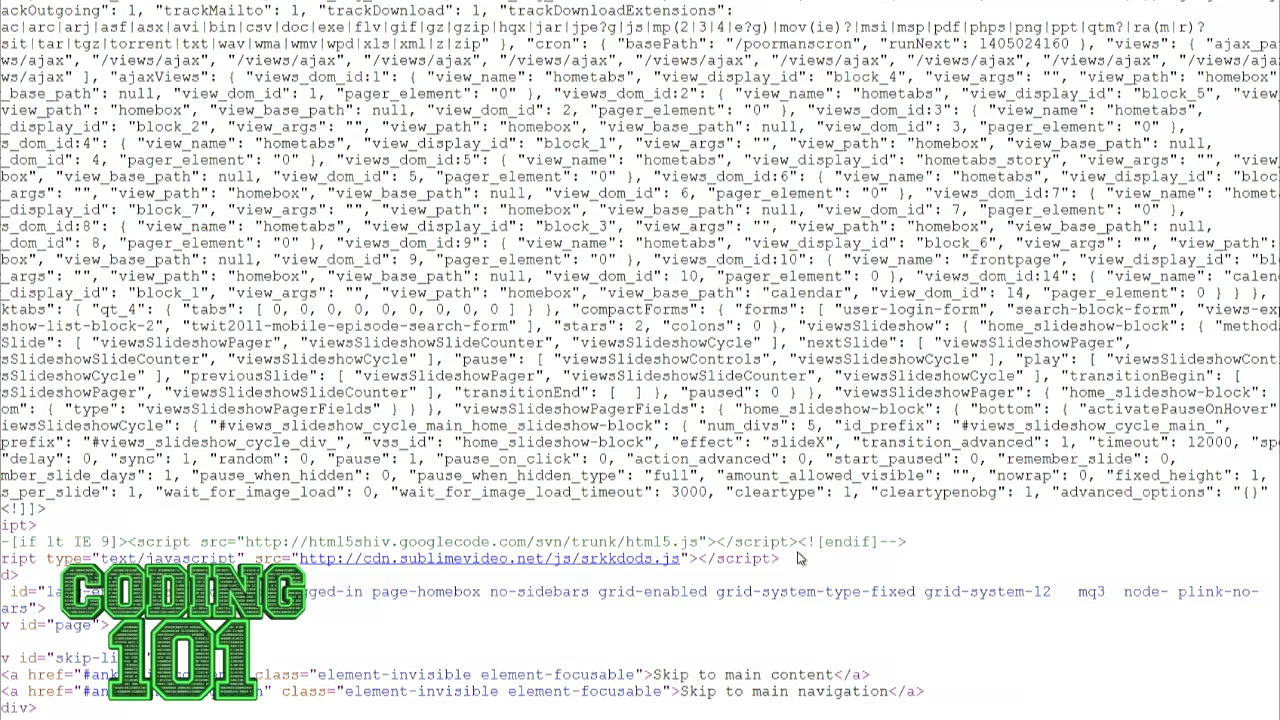 ackOutgoing": 1, "trackMailto": 1, "trackDownload": 1, "trackDownloadExtensions":
ac|arc|arj|asf|asx|avi|bin|csv|doc|exe|flv|gif|gz|gzip|hqx|jar|jpe?g|js|mp(2|3|4|e?g)|mov(ie)?|msi|msp|pdf|phps|png|ppt|qtm?|ra(m|r)?
sit|tar|tgz|torrent|txt|wav|wma|wmv|wpd|xls|xml|z|zip" }, "cron": { "basePath": "/poormanscron", "runNext": 1405024160 }, "views": { "ajax_pa
ws/ajax", "/views/ajax", "/views/ajax", "/views/ajax", "/views/ajax", "/views/ajax", "/views/ajax", "/views/ajax", "/views/ajax", "/views/aja
ws/ajax" ], "ajaxViews": { "views_dom_id:1": { "view_name": "hometabs", "view_display_id": "block_4", "view_args": "", "view_path": "homebox"
_base_path": null, "view_dom_id": 1, "pager_element": "0" }, "views_dom_id:2": { "view_name": "hometabs", "view_display_id": "block_5", "view
view_path": "homebox", "view_base_path": null, "view_dom_id": 2, "pager_element": "0" }, "views_dom_id:3": { "view_name": "hometabs",
_display_id": "block_2", "view_args": "", "view_path": "homebox", "view_base_path": null, "view_dom_id": 3, "pager_element": "0" },
s_dom_id:4": { "view_name": "hometabs", "view_display_id": "block_1", "view_args": "", "view_path": "homebox", "view_base_path": null,
_dom_id": 4, "pager_element": "0" }, "views_dom_id:5": { "view_name": "hometabs", "view_display_id": "hometabs_story", "view_args": "", "view
box", "view_base_path": null, "view_dom_id": 5, "pager_element": "0" }, "views_dom_id:6": { "view_name": "hometabs", "view_display_id": "bloc
_args": "", "view_path": "homebox", "view_base_path": null, "view_dom_id": 6, "pager_element": "0" }, "views_dom_id:7": { "view_name": "homet
_display_id": "block_7", "view_args": "", "view_path": "homebox", "view_base_path": null, "view_dom_id": 7, "pager_element": "0" },
s_dom_id:8": { "view_name": "hometabs", "view_display_id": "block_3", "view_args": "", "view_path": "homebox", "view_base_path": null,
_dom_id": 8, "pager_element": "0" }, "views_dom_id:9": { "view_name": "hometabs", "view_display_id": "block_6", "view_args": "", "view_path":
box", "view_base_path": null, "view_dom_id": 9, "pager_element": "0" }, "views_dom_id:10": { "view_name": "frontpage", "view_display_id": "blo
_args": "", "view_path": "homebox", "view_base_path": null, "view_dom_id": 10, "pager_element": 0 }, "views_dom_id:14": { "view_name": "calen
_display_id": "block_1", "view_args": "", "view_path": "homebox", "view_base_path": "calendar", "view_dom_id": 14, "pager_element": 0 } } },
ktabs": { "qt_4": { "tabs": [ 0, 0, 0, 0, 0, 0, 0, 0, 0 ] } }, "compactForms": { "forms": [ "user-login-form", "search-block-form", "views-ex
show-list-block-2", "twit2011-mobile-episode-search-form" ], "stars": 2, "colons": 0 }, "viewsSlideshow": { "home_slideshow-block": { "method
Slide": [ "viewsSlideshowPager", "viewsSlideshowSlideCounter", "viewsSlideshowCycle" ], "nextSlide": [ "viewsSlideshowPager",
sSlideshowSlideCounter", "viewsSlideshowCycle" ], "pause": [ "viewsSlideshowControls", "viewsSlideshowCycle" ], "play": [ "viewsSlideshowCont
sSlideshowCycle" ], "previousSlide": [ "viewsSlideshowPager", "viewsSlideshowSlideCounter", "viewsSlideshowCycle" ], "transitionBegin": [
sSlideshowPager", "viewsSlideshowSlideCounter" ], "transitionEnd": [  ] }, "paused": 0 } }, "viewsSlideshowPager": { "home_slideshow-block":
om": { "type": "viewsSlideshowPagerFields" } } }, "viewsSlideshowPagerFields": { "home_slideshow-block": { "bottom": { "activatePauseOnHover"
iewsSlideshowCycle": { "#views_slideshow_cycle_main_home_slideshow-block": { "num_divs": 5, "id_prefix": "#views_slideshow_cycle_main_",
prefix": "#views_slideshow_cycle_div_", "vss_id": "home_slideshow-block", "effect": "slideX", "transition_advanced": 1, "timeout": 12000, "sp
"delay": 0, "sync": 1, "random": 0, "pause": 1, "pause_on_click": 0, "action_advanced": 0, "start_paused": 0, "remember_slide": 0,
mber_slide_days": 1, "pause_when_hidden": 0, "pause_when_hidden_type": "full", "amount_allowed_visible": "", "nowrap": 0, "fixed_height": 1,
s_per_slide": 1, "wait_for_image_load": 0, "wait_for_image_load_timeout": 3000, "cleartype": 1, "cleartypenobg": 1, "advanced_options": "{}"
<!]]>
ipt>
-[if lt IE 9]><script src="http://html5shiv.googlecode.com/svn/trunk/html5.js"></script><![endif]-->
ript type="text/javascript" src="http://cdn.sublimevideo.net/js/srkkdods.js"></script>
d>
ged-in page-homebox no-sidebars grid-enabled grid-system-type-fixed grid-system-12   mq3  node- plink-no-
ars">
v id="page">
v id="skip-li
<a href="#
class="element-invisible element-focusable">Skip to main content</a>
<a href="#
class="element-invisible element-focusable">Skip to main navigation</a>
div>
CODING
101